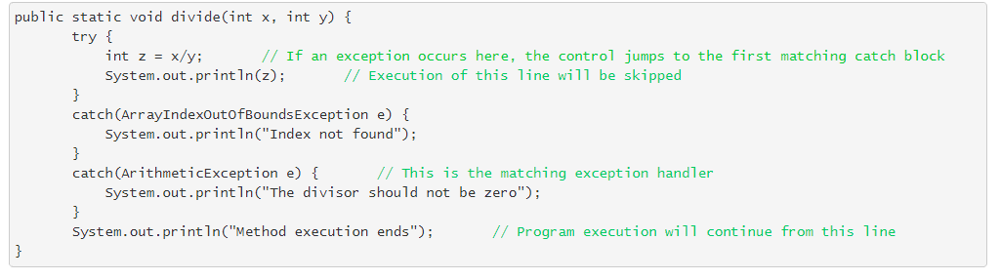 public static void divide(int x, int y) {
       try {
           int z = x/y;       // If an exception occurs here, the control jumps to the first matching catch block
           System.out.println(z);       // Execution of this line will be skipped
       }
       catch(ArrayIndexOutOfBoundsException e) {
           System.out.println("Index not found");
       }
       catch(ArithmeticException e) {       // This is the matching exception handler
           System.out.println("The divisor should not be zero");
       }
       System.out.println("Method execution ends");       // Program execution will continue from this line
}